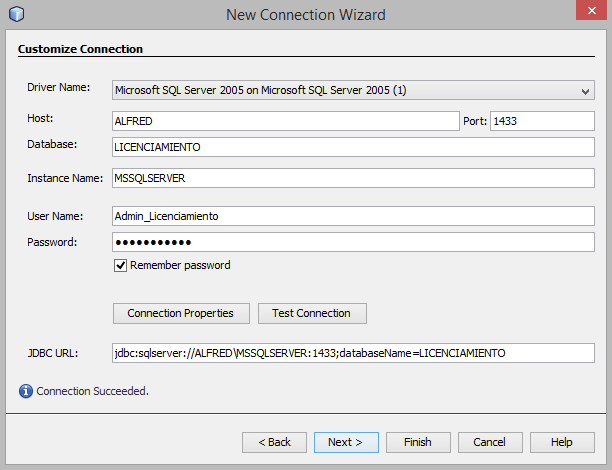 New Connection Wizard
Customize Connection
Driver Name: Microsoft SQL Server 2005 on Microsoft SQL Server 2005 (1)
Host: ALFRED Port: 1433
Database: LICENCIAMIENTO
Instance Name: MSSQLSERVER
User Name: Admin_Licenciamiento
Password: ●●●●●●●●●●●
Remember password
Connection Properties Test Connection
JDBC URL: jdbc:sqlserver://ALFRED\MSSQLSERVER:1433;databaseName=LICENCIAMIENTO
Connection Succeeded.
< Back Next > Finish Cancel Help